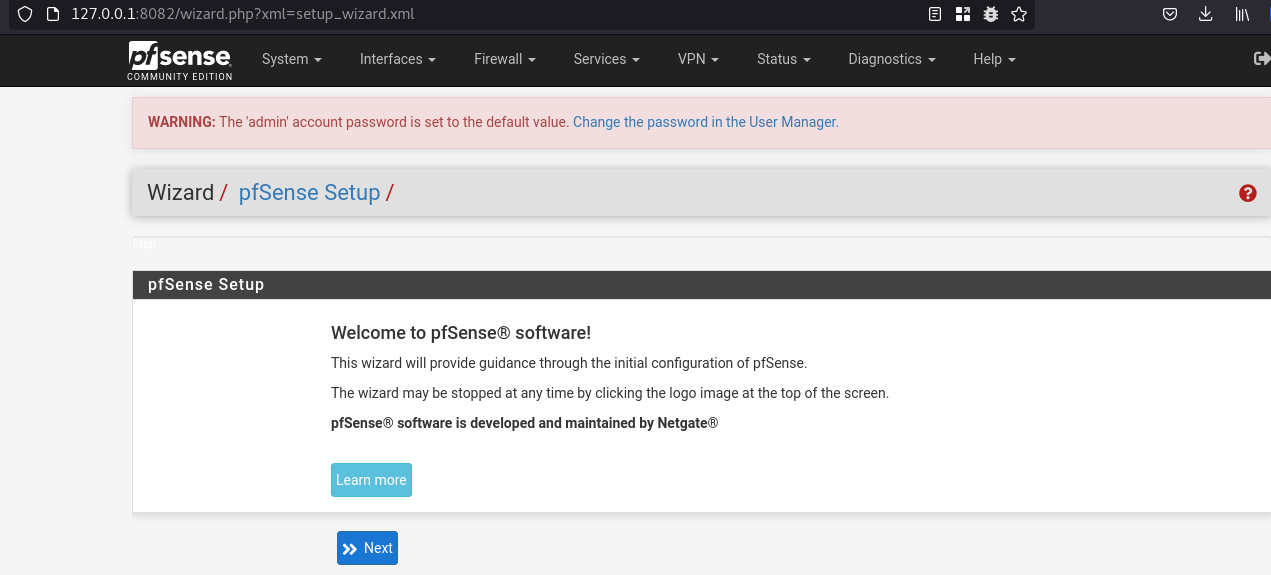 127.0.0.1:8082/wizard.php?xml=setup_wizard.xml
pfsense
COMMUNITY EDITION
System Interfaces Firewall Services VPN Status Diagnostics Help
WARNING: The 'admin' account password is set to the default value. Change the password in the User Manager.
Wizard / pfSense Setup /
Step
pfSense Setup
Welcome to pfSense® software!
This wizard will provide guidance through the initial configuration of pfSense.
The wizard may be stopped at any time by clicking the logo image at the top of the screen.
pfSense® software is developed and maintained by Netgate®
Learn more
Next